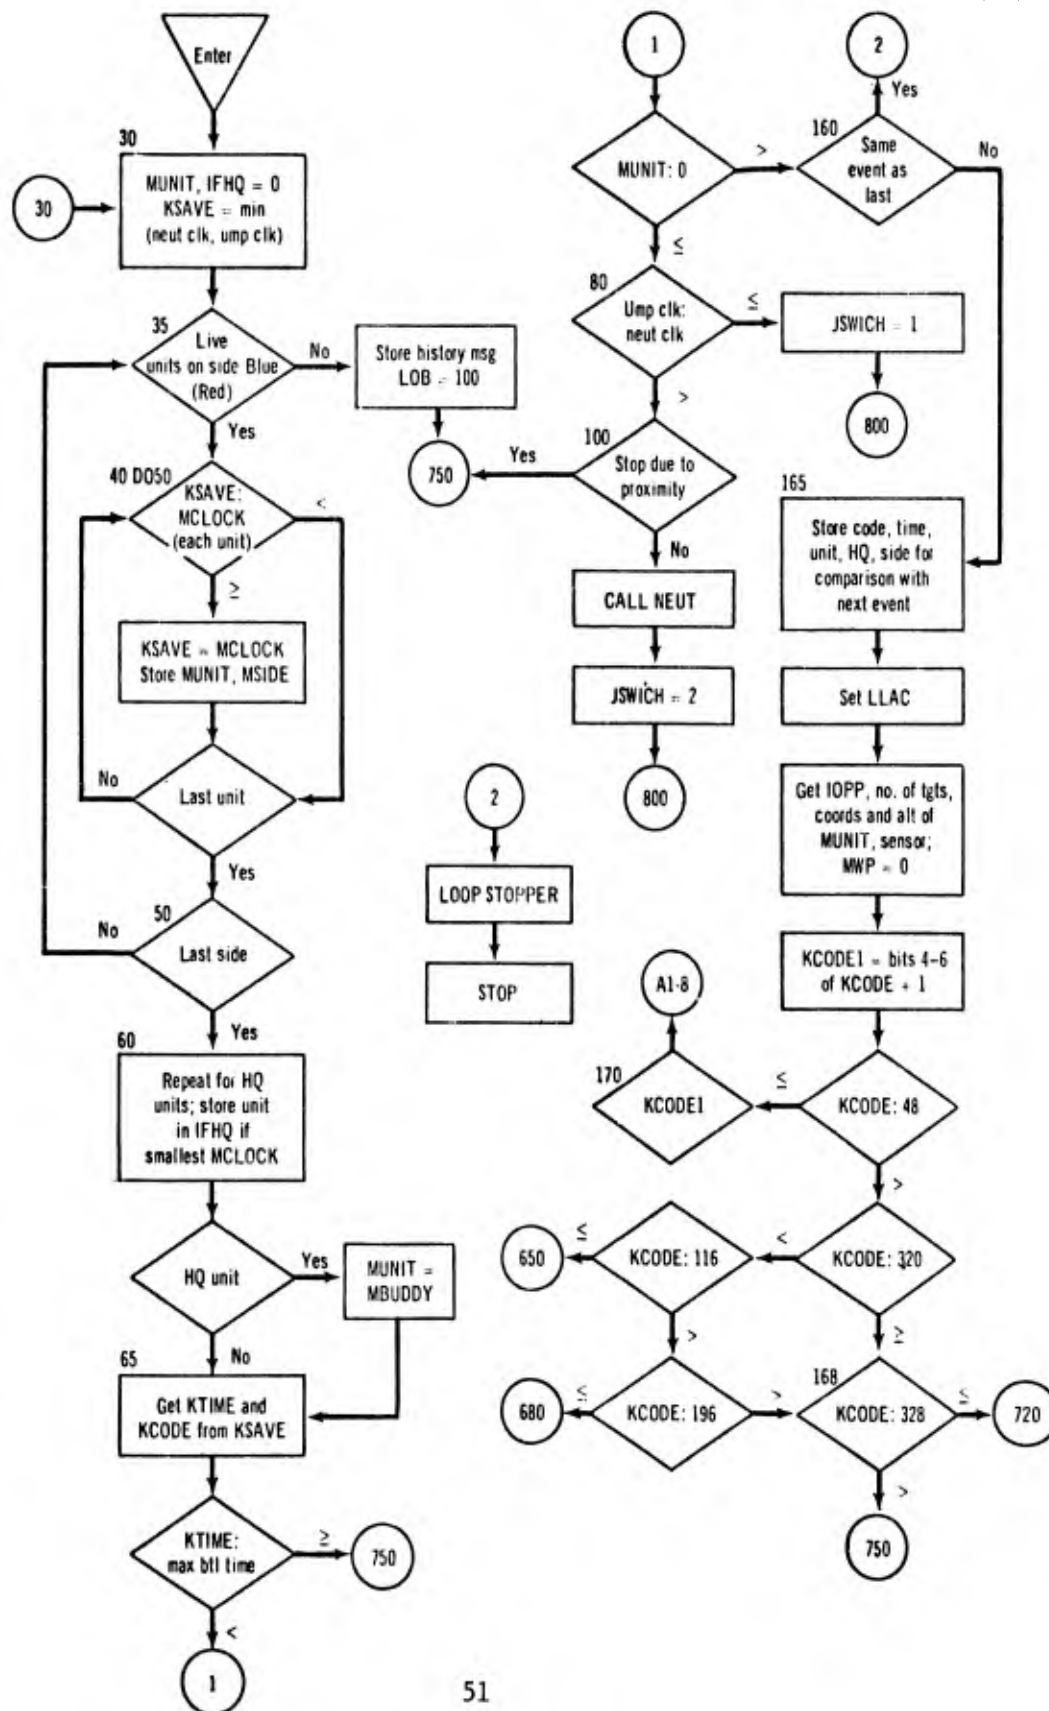 Enter
30
MUNIT, IFHQ = 0
KSAVE = min
(neut clk, ump clk)
30
35
Live
units on side Blue
(Red)
No
Store history msg
LOB = 100
750
Yes
40 DO50
KSAVE:
MCLOCK
(each unit)
<
≥
KSAVE = MCLOCK
Store MUNIT, MSIDE
No
Last unit
Yes
50
No
Last side
Yes
60
Repeat for HQ
units; store unit
in IFHQ if
smallest MCLOCK
HQ unit
Yes
MUNIT =
MBUDDY
No
65
Get KTIME and
KCODE from KSAVE
KTIME:
max btl time
≥
750
<
1
1
MUNIT: 0
>
≤
2
Yes
160
Same
event as
last
No
80
Ump clk:
neut clk
≤
JSWICH = 1
800
>
100
Stop due to
proximity
Yes
No
CALL NEUT
JSWICH = 2
800
2
LOOP STOPPER
STOP
165
Store code, time,
unit, HQ, side for
comparison with
next event
Set LLAC
Get IOPP, no. of tgts,
coords and alt of
MUNIT, sensor;
MWP = 0
KCODE1 = bits 4-6
of KCODE + 1
A1-8
170
KCODE1
≤
KCODE: 48
>
650
≤
KCODE: 116
<
KCODE: 320
>
≥
680
≤
KCODE: 196
>
168
KCODE: 328
≤
720
>
750
51